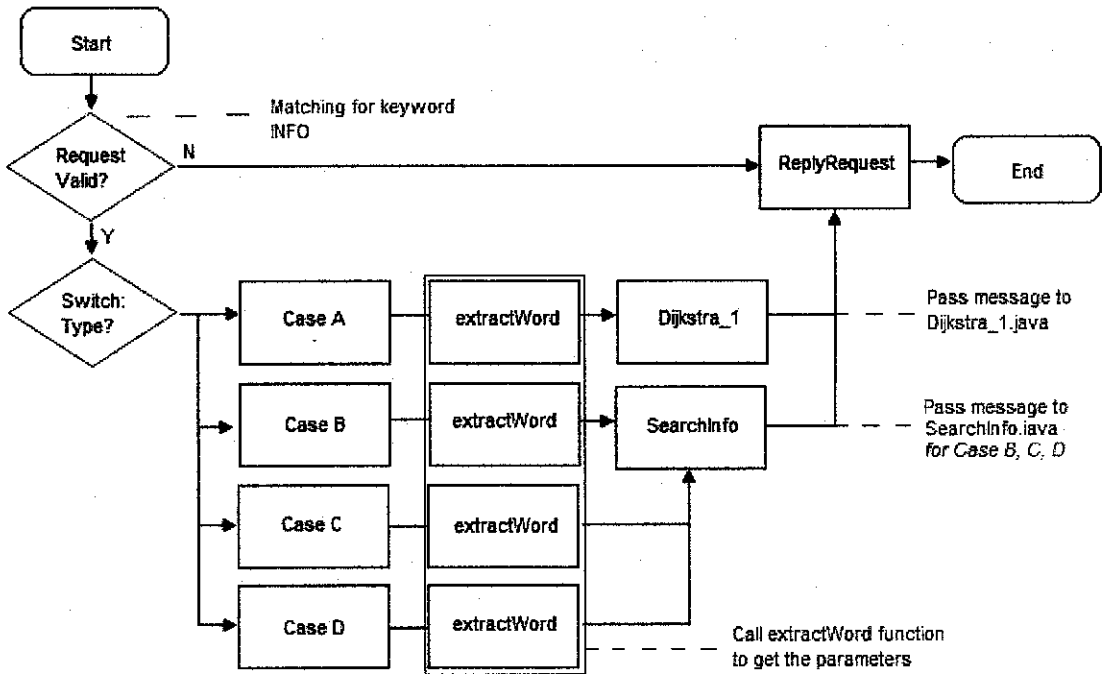 Start
Matching for keyword
INFO
Request
Valid?
N
ReplyRequest
End
Y
Switch:
Type?
Case A
extractWord
Dijkstra_1
Pass message to
Dijkstra_1.java
Case B
extractWord
SearchInfo
Pass message to
SearchInfo.java
for Case B, C, D
Case C
extractWord
Case D
extractWord
Call extractWord function
to get the parameters